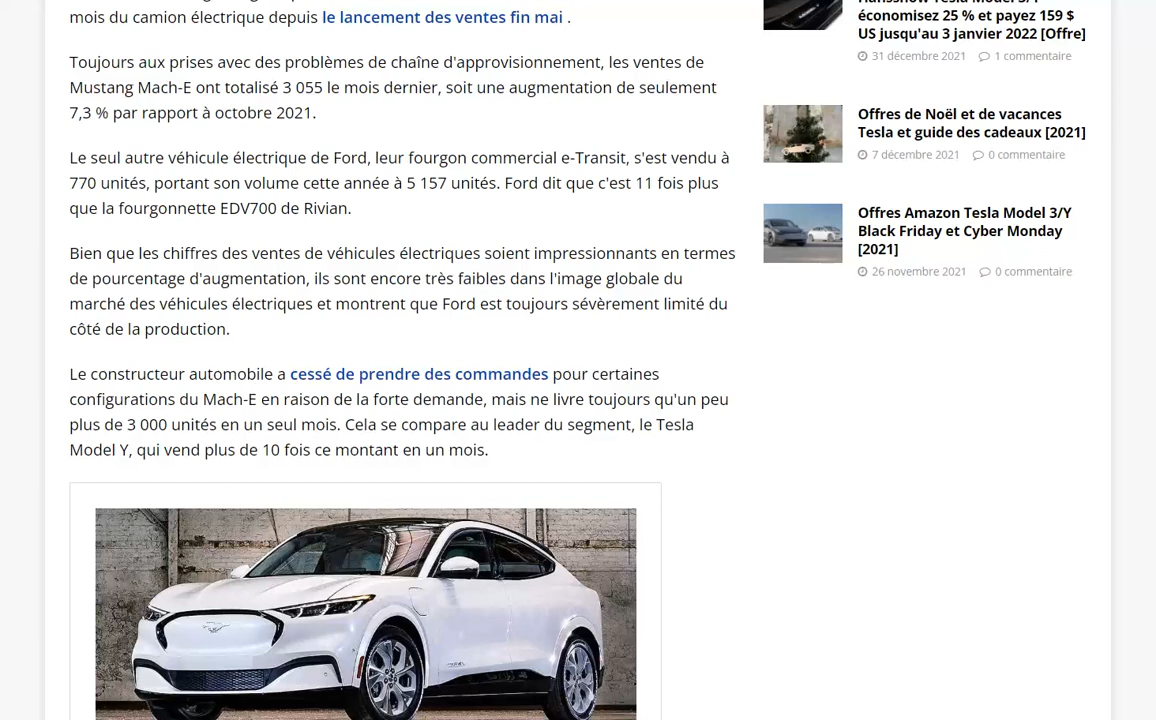 mois du camion électrique depuis le lancement des ventes fin mai .
Toujours aux prises avec des problèmes de chaîne d'approvisionnement, les ventes de
Mustang Mach-E ont totalisé 3 055 le mois dernier, soit une augmentation de seulement
7,3 % par rapport à octobre 2021.
Le seul autre véhicule électrique de Ford, leur fourgon commercial e-Transit, s'est vendu à
770 unités, portant son volume cette année à 5 157 unités. Ford dit que c'est 11 fois plus
que la fourgonnette EDV700 de Rivian.
Bien que les chiffres des ventes de véhicules électriques soient impressionnants en termes
de pourcentage d'augmentation, ils sont encore très faibles dans l'image globale du
marché des véhicules électriques et montrent que Ford est toujours sévèrement limité du
côté de la production.
Le constructeur automobile a cessé de prendre des commandes pour certaines
configurations du Mach-E en raison de la forte demande, mais ne livre toujours qu'un peu
plus de 3 000 unités en un seul mois. Cela se compare au leader du segment, le Tesla
Model Y, qui vend plus de 10 fois ce montant en un mois.
économisez 25 % et payez 159 $
US jusqu'au 3 janvier 2022 [Offre]
31 décembre 2021 1 commentaire
Offres de Noël et de vacances
Tesla et guide des cadeaux [2021]
7 décembre 2021 0 commentaire
Offres Amazon Tesla Model 3/Y
Black Friday et Cyber Monday
[2021]
26 novembre 2021 0 commentaire